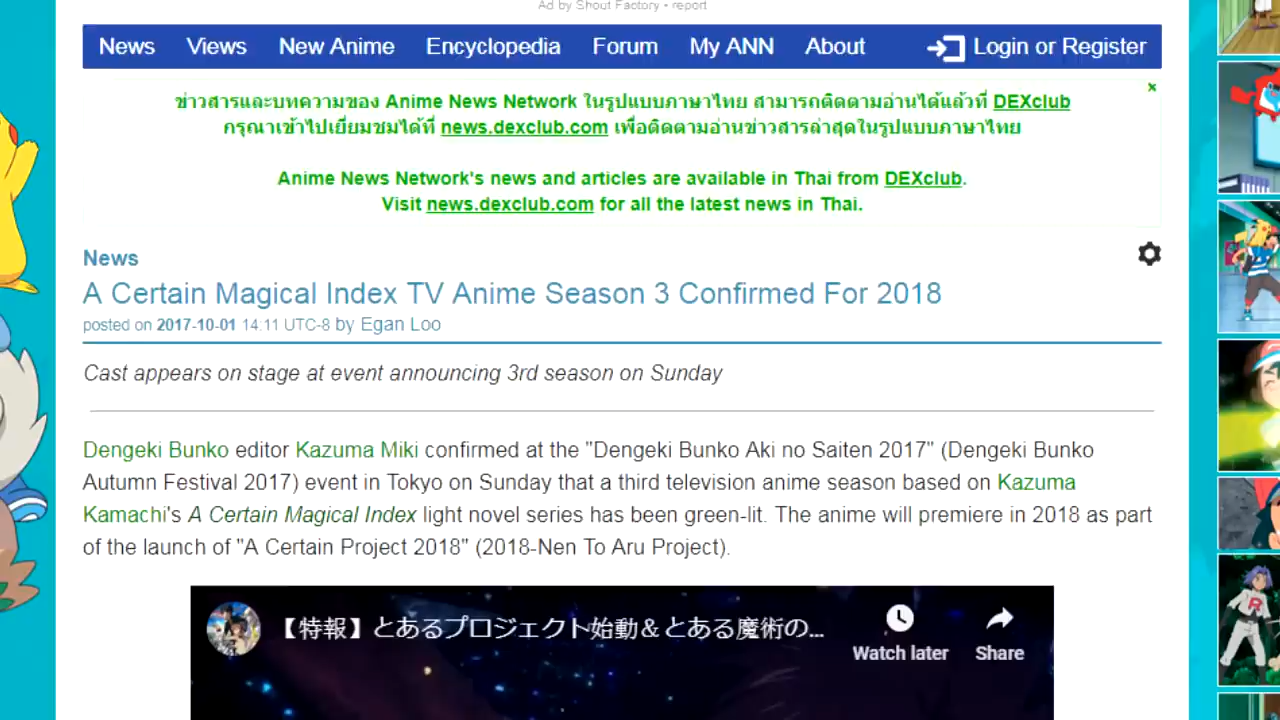 Ad by Shout Factory • report
News Views New Anime Encyclopedia Forum My ANN About Login or Register
ข่าวสารและบทความของ Anime News Network ในรูปแบบภาษาไทย สามารถติดตามอ่านได้แล้วที่ DEXclub
กรุณาเข้าไปเยี่ยมชมได้ที่ news.dexclub.com เพื่อติดตามอ่านข่าวสารล่าสุดในรูปแบบภาษาไทย
Anime News Network's news and articles are available in Thai from DEXclub.
Visit news.dexclub.com for all the latest news in Thai.
News
A Certain Magical Index TV Anime Season 3 Confirmed For 2018
posted on 2017-10-01 14:11 UTC-8 by Egan Loo
Cast appears on stage at event announcing 3rd season on Sunday
Dengeki Bunko editor Kazuma Miki confirmed at the "Dengeki Bunko Aki no Saiten 2017" (Dengeki Bunko
Autumn Festival 2017) event in Tokyo on Sunday that a third television anime season based on Kazuma
Kamachi's A Certain Magical Index light novel series has been green-lit. The anime will premiere in 2018 as part
of the launch of "A Certain Project 2018" (2018-Nen To Aru Project).
【特報】とあるプロジェクト始動＆とある魔術の...
Watch later Share